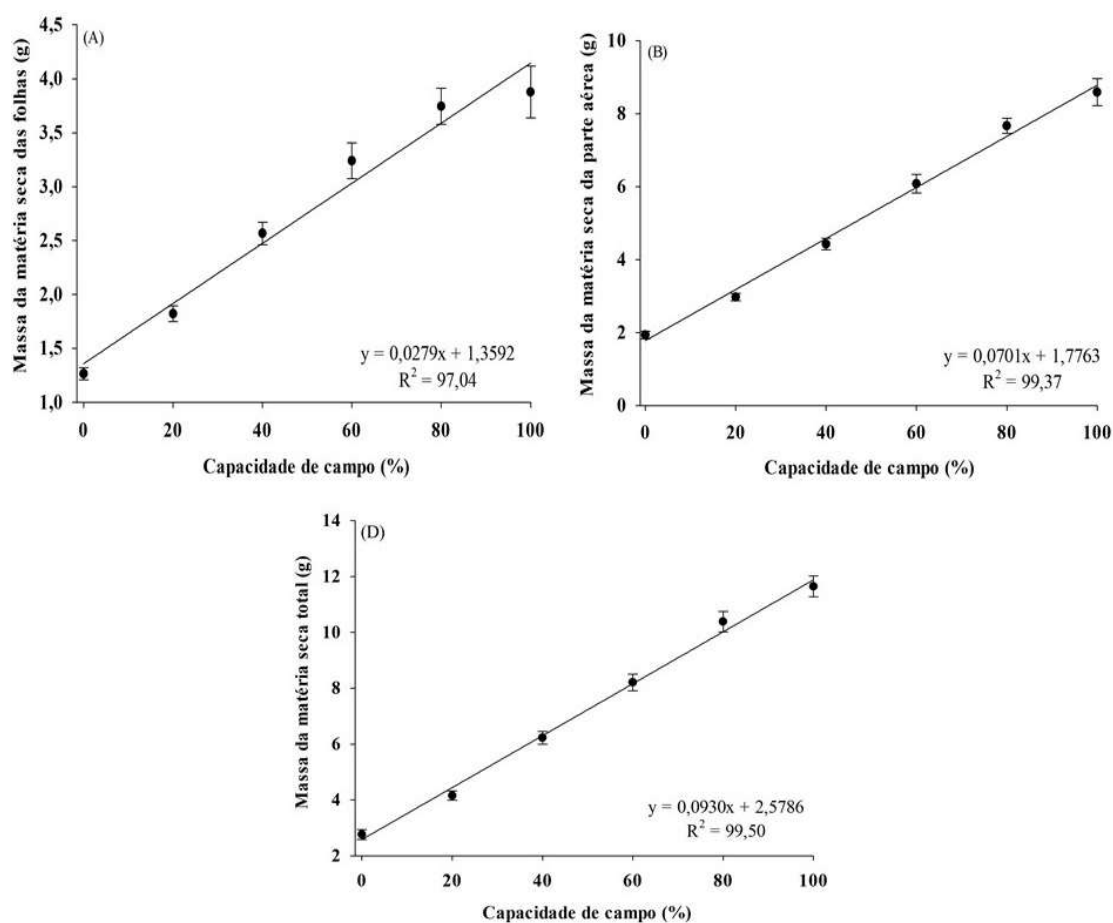 (A)
Massa da matéria seca das folhas (g)
4,5
4,0
3,5
3,0
2,5
2,0
1,5
1,0
y = 0,0279x + 1,3592
R² = 97,04
0 20 40 60 80 100
Capacidade de campo (%)
(B)
Massa da matéria seca da parte aérea (g)
10
8
6
4
2
0
y = 0,0701x + 1,7763
R² = 99,37
0 20 40 60 80 100
Capacidade de campo (%)
(D)
Massa da matéria seca total (g)
14
12
10
8
6
4
2
y = 0,0930x + 2,5786
R² = 99,50
0 20 40 60 80 100
Capacidade de campo (%)